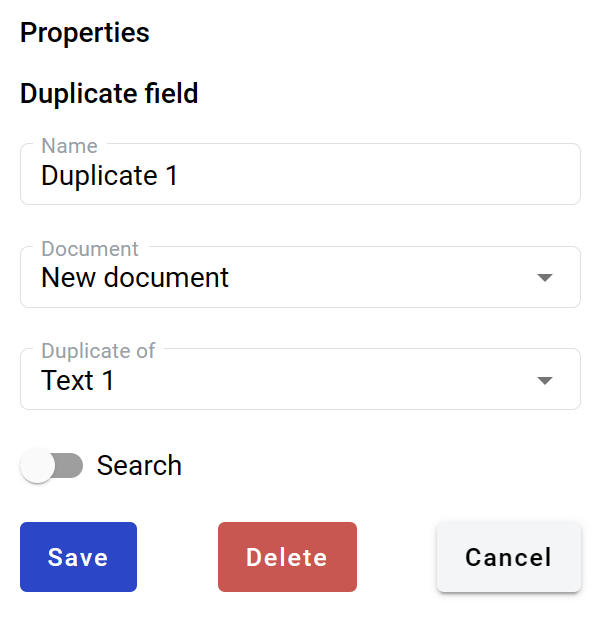 Properties
Duplicate field
Name
Duplicate 1
Document
New document
Duplicate of
Text 1
Search
Save
Delete
Cancel